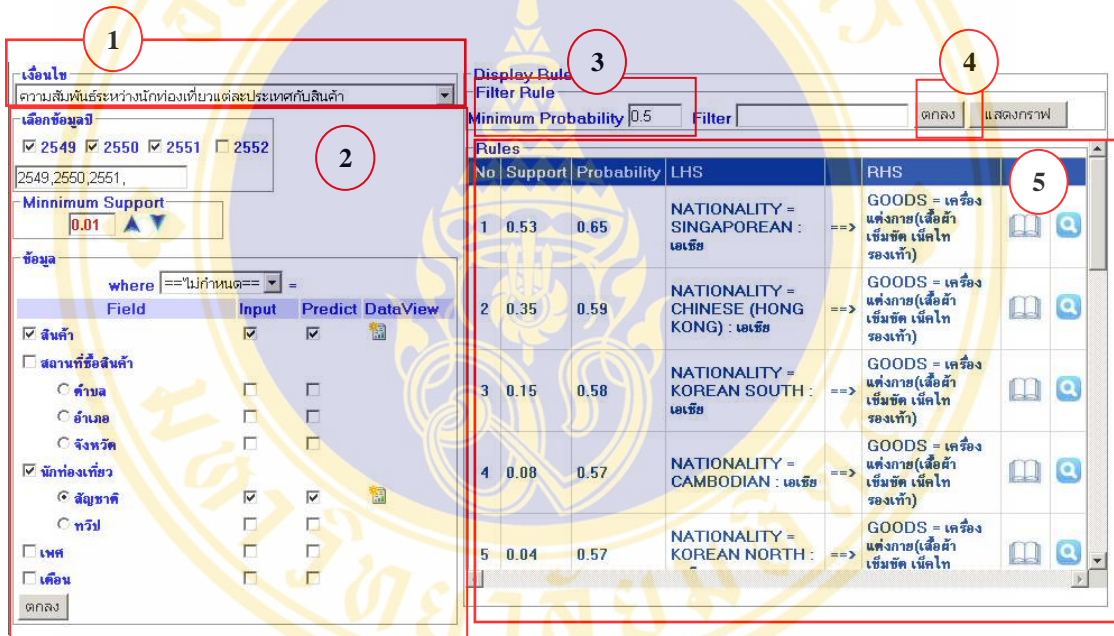 1
เงื่อนไข
ความสัมพันธ์ระหว่างนักท่องเที่ยวแต่ละประเทศกับสินค้า
เลือกข้อมูลปี
2549 2550 2551 2552
2549,2550,2551,
2
Minnimum Support
0.01
ข้อมูล
where ==ไม่กำหนด== =
Field Input Predict DataView
สินค้า
สถานที่ซื้อสินค้า
ตำบล
อำเภอ
จังหวัด
นักท่องเที่ยว
สัญชาติ
ทวีป
เพศ
เดือน
ตกลง
3
4
Display Rule
Filter Rule
Minimum Probability 0.5 Filter ตกลง แสดงกราฟ
Rules
5
No Support Probability LHS RHS
1 0.53 0.65 NATIONALITY = SINGAPOREAN : เอเชีย ==> GOODS = เครื่องแต่งกาย(เสื้อผ้า เข็มขัด เน็คไท รองเท้า)
2 0.35 0.59 NATIONALITY = CHINESE (HONG KONG) : เอเชีย ==> GOODS = เครื่องแต่งกาย(เสื้อผ้า เข็มขัด เน็คไท รองเท้า)
3 0.15 0.58 NATIONALITY = KOREAN SOUTH : เอเชีย ==> GOODS = เครื่องแต่งกาย(เสื้อผ้า เข็มขัด เน็คไท รองเท้า)
4 0.08 0.57 NATIONALITY = CAMBODIAN : เอเชีย ==> GOODS = เครื่องแต่งกาย(เสื้อผ้า เข็มขัด เน็คไท รองเท้า)
5 0.04 0.57 NATIONALITY = KOREAN NORTH : ==> GOODS = เครื่องแต่งกาย(เสื้อผ้า เข็มขัด เน็คไท